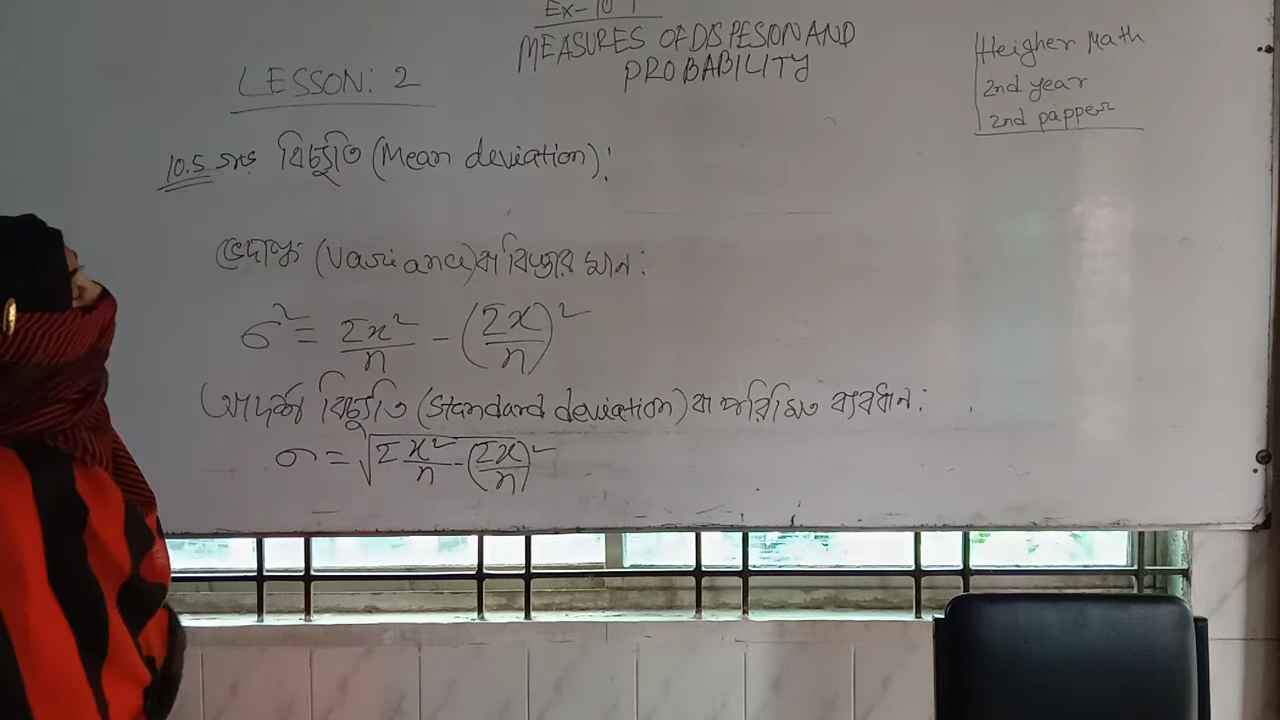 Ex-10.1
MEASURES OF DISPESION AND
PROBABILITY
Heigher Math
2nd year
2nd papper
LESSON: 2
10.5 গড় বিচ্যুতি (Mean deviation):
ভেদাঙ্ক (Variance) বা বিস্তার মান:
σ² = Σx²/n - (Σx/n)²
আদর্শ বিচ্যুতি (Standard deviation) বা পরিমিত ব্যবধান:
σ = √Σx²/n - (Σx/n)²